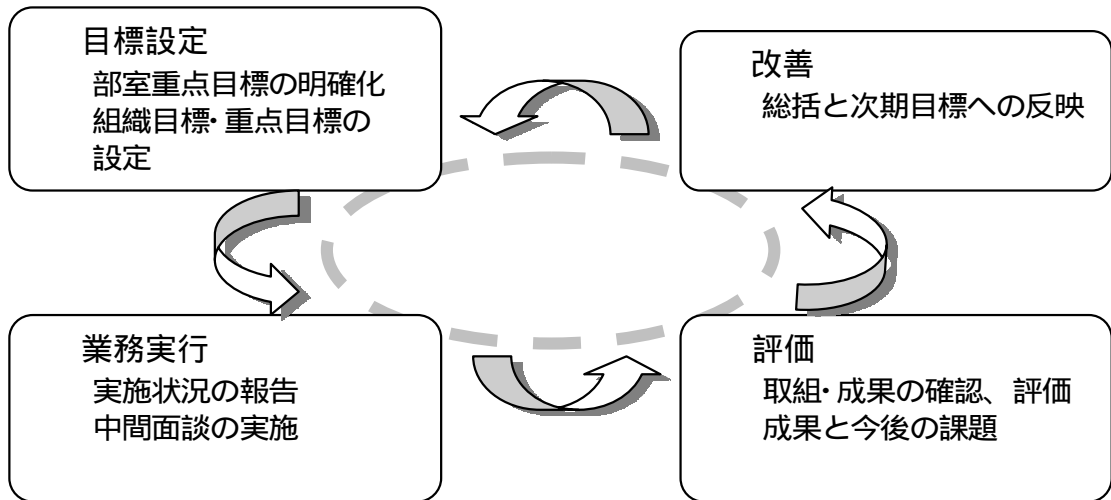 目標設定
部室重点目標の明確化
組織目標・重点目標の
設定
改善
総括と次期目標への反映
業務実行
実施状況の報告
中間面談の実施
評価
取組・成果の確認、評価
成果と今後の課題